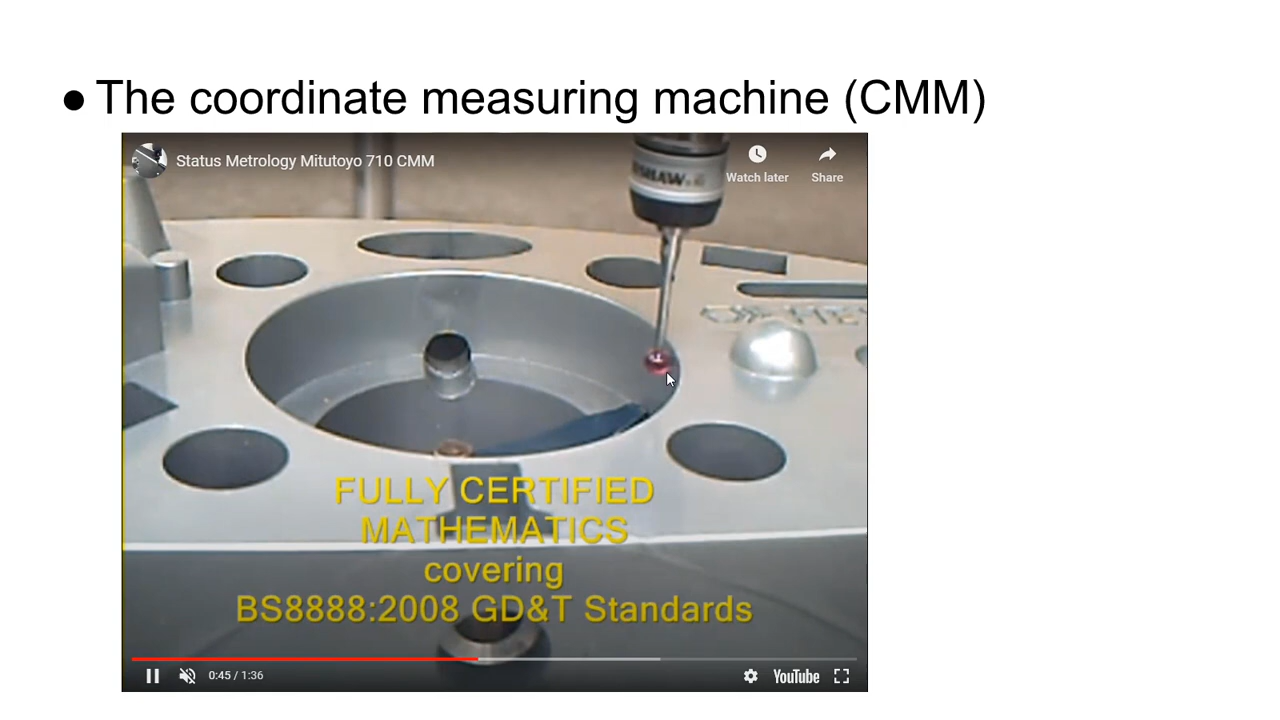 ● The coordinate measuring machine (CMM)
Status Metrology Mitutoyo 710 CMM
Watch later
Share
FULLY CERTIFIED
MATHEMATICS
covering
BS8888:2008 GD&T Standards
0:45 / 1:36
YouTube